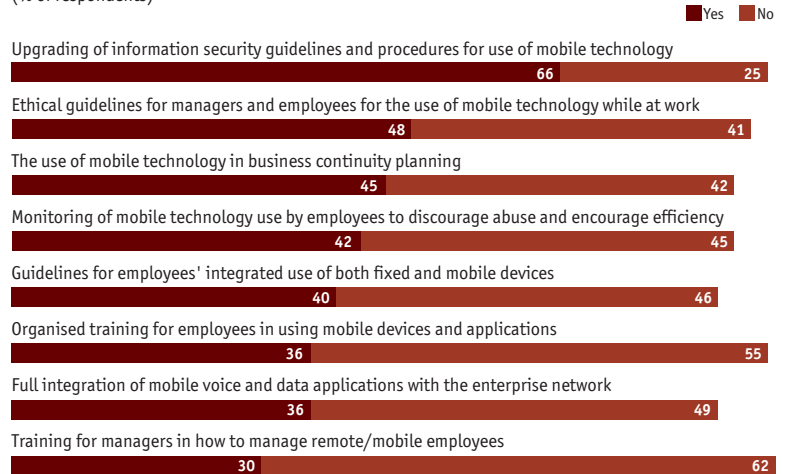 (% of respondents)
Yes No
Upgrading of information security guidelines and procedures for use of mobile technology
66 25
Ethical guidelines for managers and employees for the use of mobile technology while at work
48 41
The use of mobile technology in business continuity planning
45 42
Monitoring of mobile technology use by employees to discourage abuse and encourage efficiency
42 45
Guidelines for employees' integrated use of both fixed and mobile devices
40 46
Organised training for employees in using mobile devices and applications
36 55
Full integration of mobile voice and data applications with the enterprise network
36 49
Training for managers in how to manage remote/mobile employees
30 62